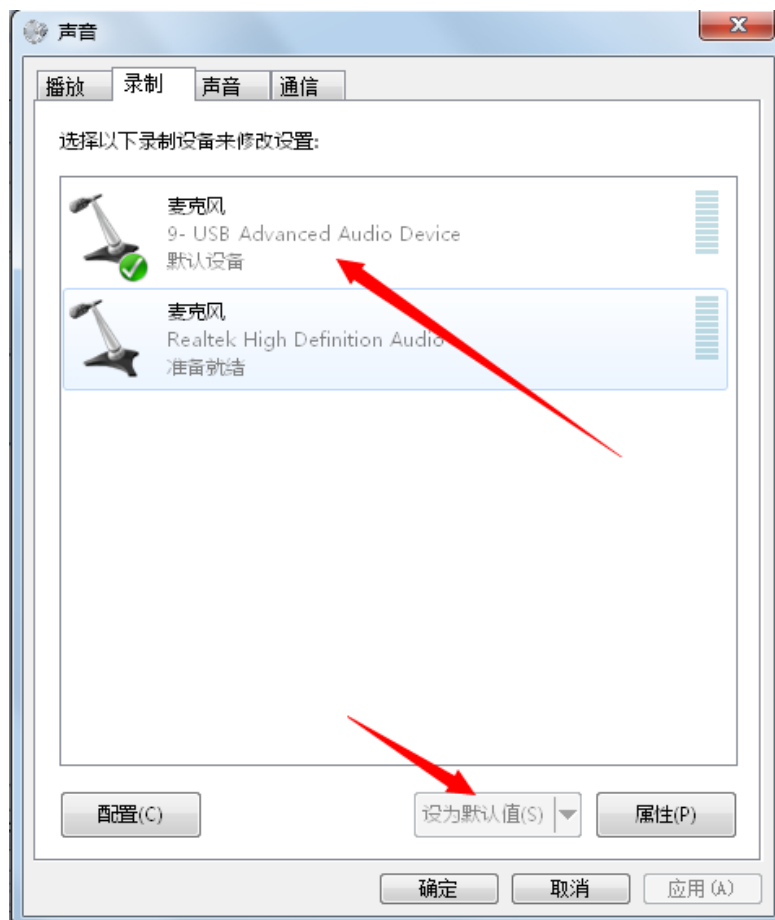 声音
播放 录制 声音 通信
选择以下录制设备来修改设置:
麦克风
9- USB Advanced Audio Device
默认设备
麦克风
Realtek High Definition Audio
准备就绪
配置(C) 设为默认值(S) 属性(P)
确定 取消 应用(A)